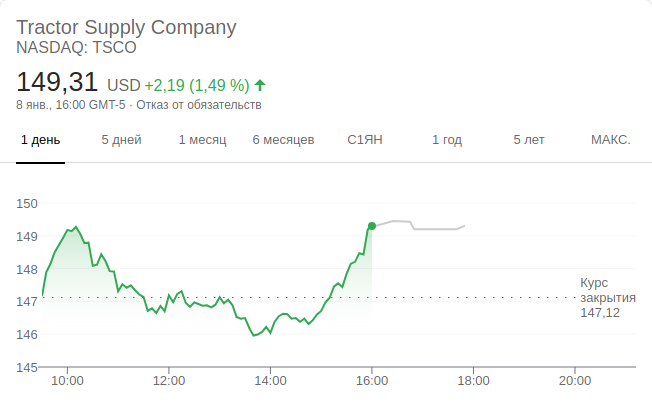 Tractor Supply Company
NASDAQ: TSCO
149,31 USD +2,19 (1,49 %)
8 янв., 16:00 GMT-5 · Отказ от обязательств
1 день 5 дней 1 месяц 6 месяцев С1ЯН 1 год 5 лет МАКС.
150
149
148
Курс
147 закрытия
147,12
146
145
10:00 12:00 14:00 16:00 18:00 20:00